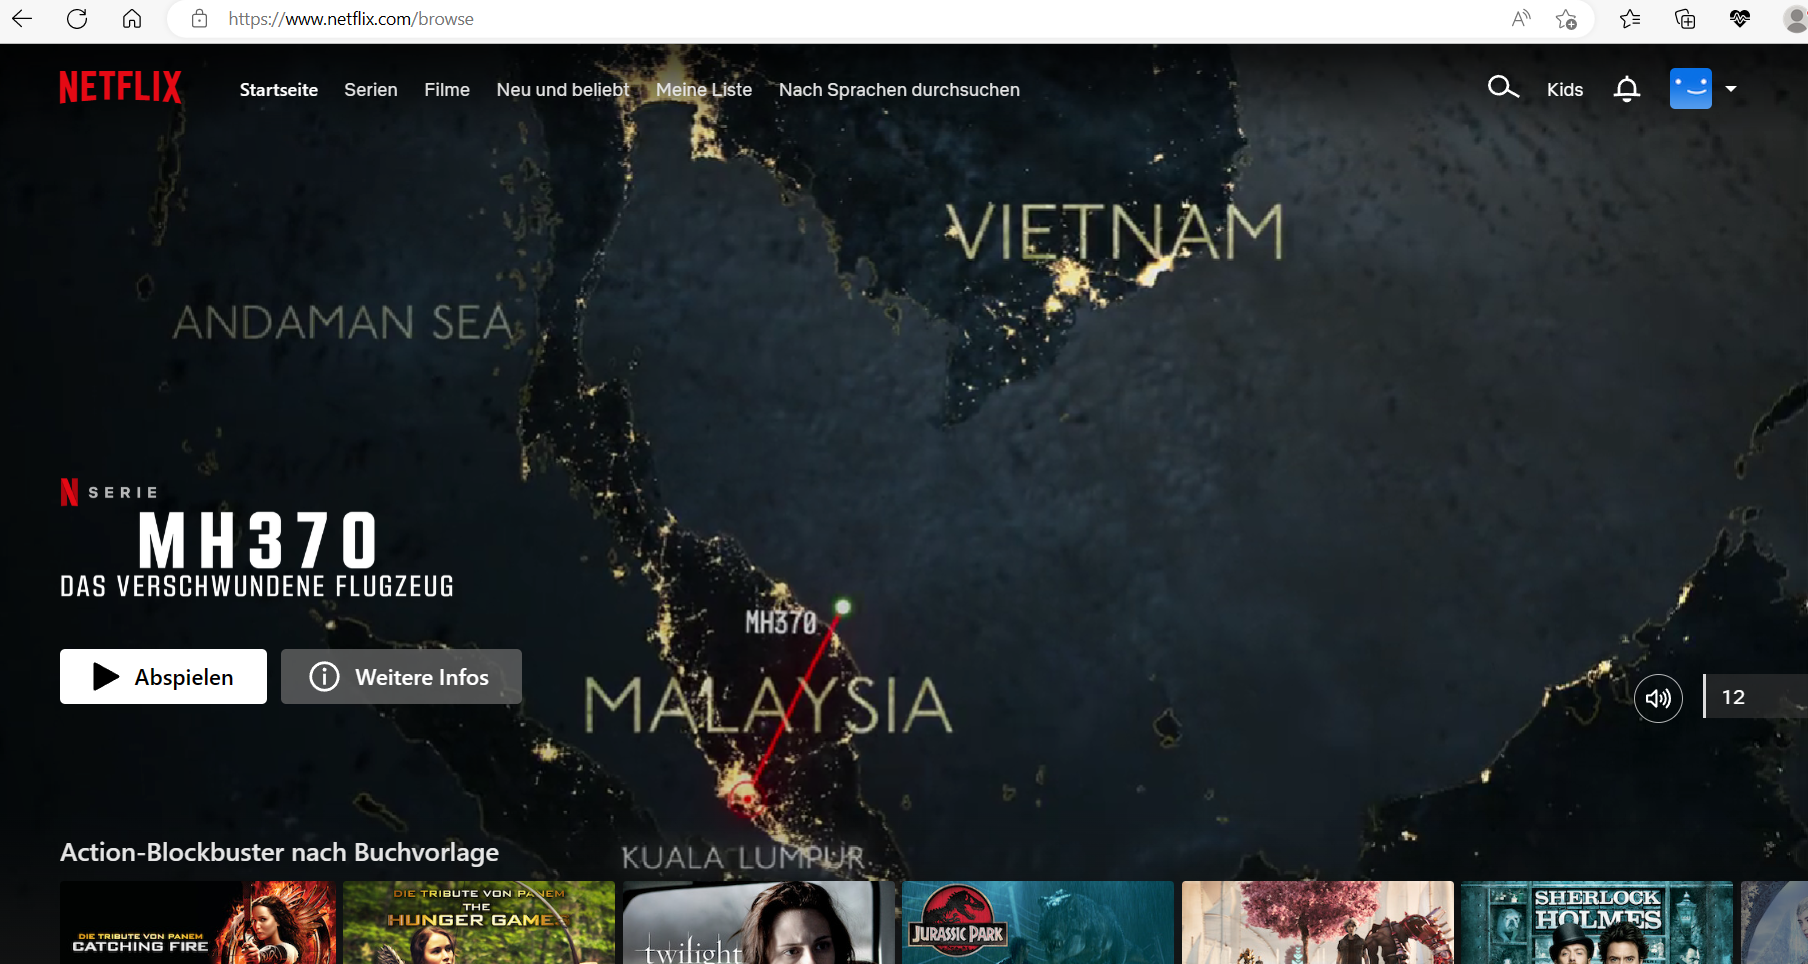 https://www.netflix.com/browse
NETFLIX Startseite Serien Filme Neu und beliebt Meine Liste Nach Sprachen durchsuchen Kids
VIETNAM
ANDAMAN SEA
N SERIE
MH370
DAS VERSCHWUNDENE FLUGZEUG
MH370
Abspielen Weitere Infos
MALAYSIA
12
Action-Blockbuster nach Buchvorlage
KUALA LUMPUR
DIE TRIBUTE VON PANEM
CATCHING FIRE
DIE TRIBUTE VON PANEM
THE
HUNGER GAMES
twilight
JURASSIC PARK
SHERLOCK
HOLMES